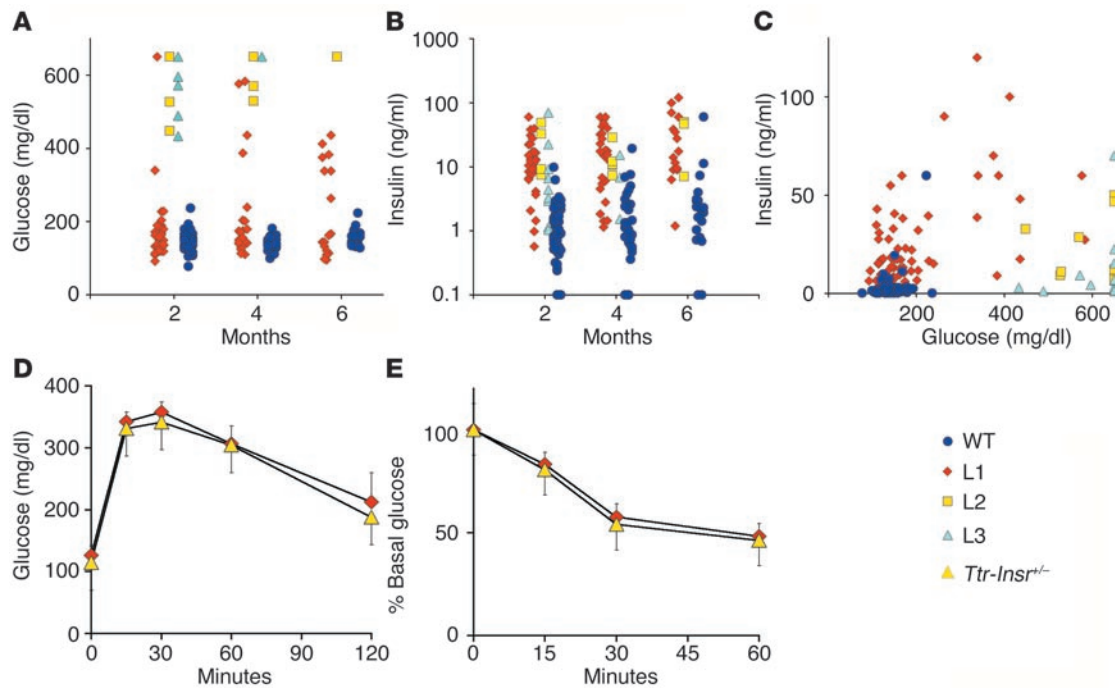 A
Glucose (mg/dl)
600
400
200
0
2
4
6
Months
B
Insulin (ng/ml)
1000
100
10
1
0.1
2
4
6
Months
C
Insulin (ng/ml)
100
50
0
200
400
600
Glucose (mg/dl)
D
Glucose (mg/dl)
400
300
200
100
0
0
30
60
90
120
Minutes
E
% Basal glucose
100
50
0
0
15
30
45
60
Minutes
WT
L1
L2
L3
Ttr-Insr+/–